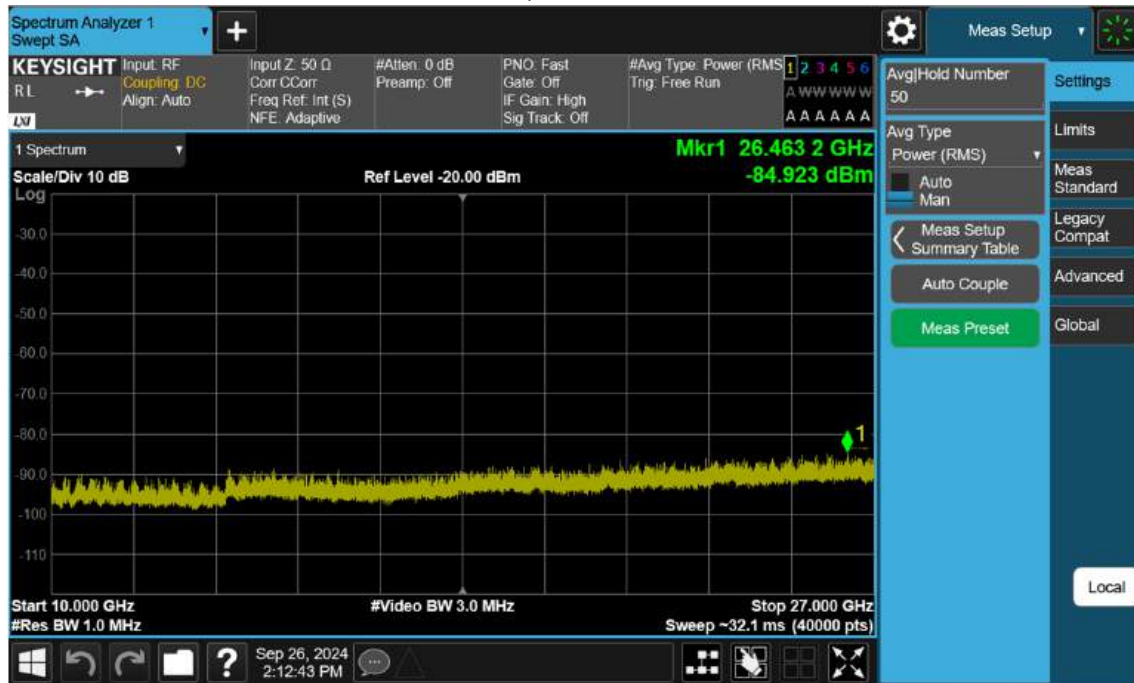 Spectrum Analyzer 1
Swept SA
+
Meas Setup
KEYSIGHT
RL
LXI
Input: RF
Coupling: DC
Align: Auto
Input Z: 50 Ω
Corr CCorr
Freq Ref: Int (S)
NFE: Adaptive
#Atten: 0 dB
Preamp: Off
PNO: Fast
Gate: Off
IF Gain: High
Sig Track: Off
#Avg Type: Power (RMS
Trig: Free Run
1 2 3 4 5 6
A W W W W W
A A A A A A
1 Spectrum
Mkr1 26.463 2 GHz
Scale/Div 10 dB
Ref Level -20.00 dBm
-84.923 dBm
Log
-30.0
-40.0
-50.0
-60.0
-70.0
-80.0
1
-90.0
-100
-110
Start 10.000 GHz
#Video BW 3.0 MHz
Stop 27.000 GHz
#Res BW 1.0 MHz
Sweep ~32.1 ms (40000 pts)
Avg|Hold Number
50
Avg Type
Power (RMS)
Auto
Man
Meas Setup
Summary Table
Auto Couple
Meas Preset
Settings
Limits
Meas
Standard
Legacy
Compat
Advanced
Global
Local
?
Sep 26, 2024
2:12:43 PM